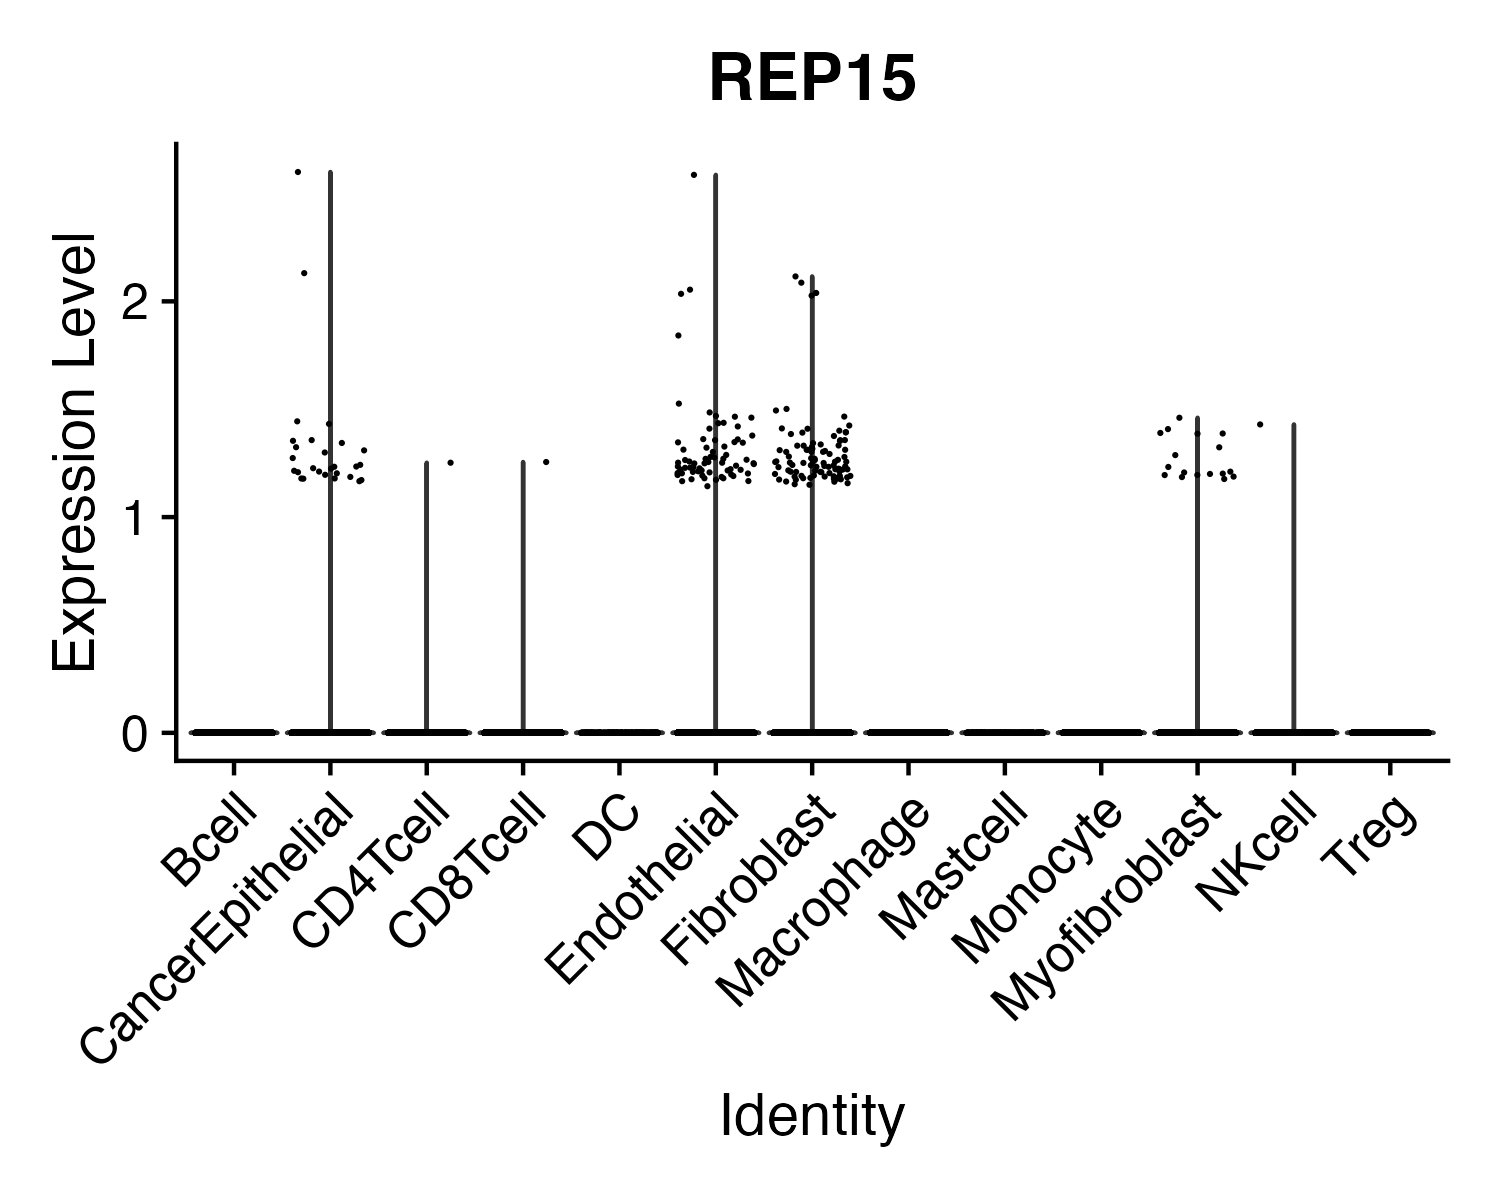 REP15
Expression Level
2
1
0
Bcell
CancerEpithelial
CD4Tcell
CD8Tcell
DC
Endothelial
Fibroblast
Macrophage
Mastcell
Monocyte
Myofibroblast
NKcell
Treg
Identity